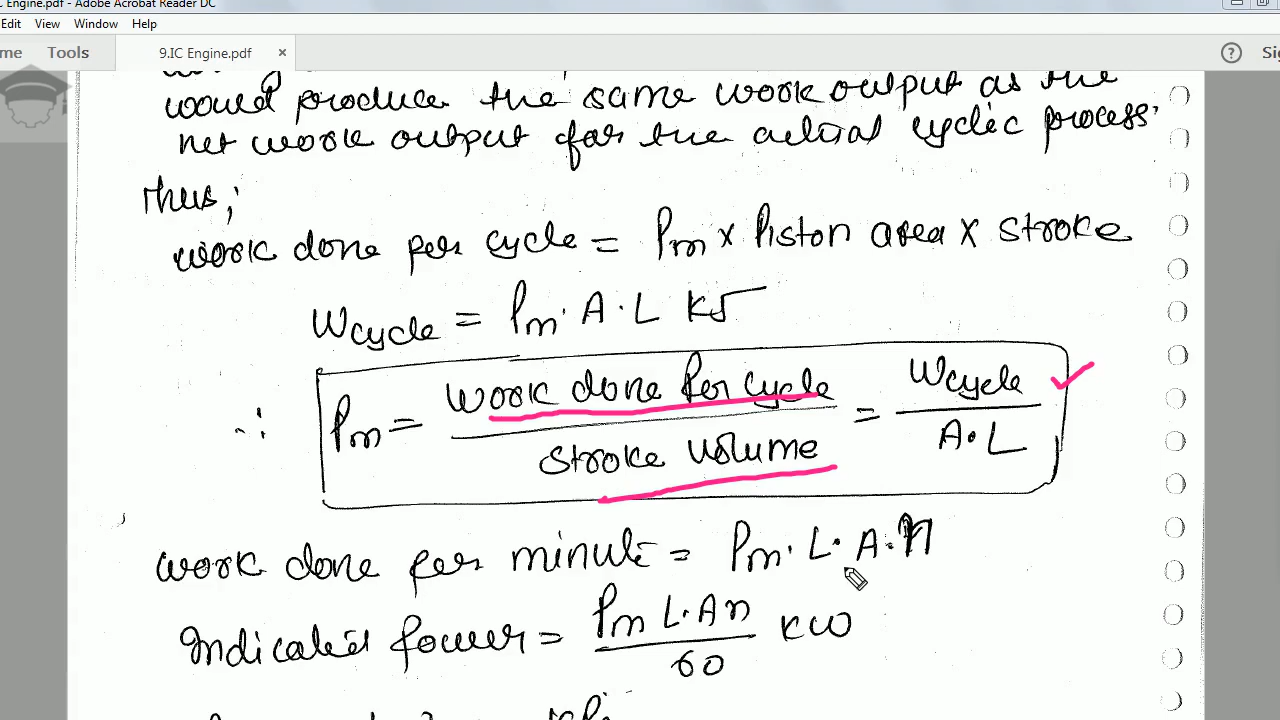 IC Engine.pdf - Adobe Acrobat Reader DC
Edit View Window Help
me Tools 9.IC Engine.pdf × ? Sig
would produce the same work output as the
net work output for the actual cyclic process.
thus;
work done per cycle = Pm × Piston area × stroke
Wcycle = Pm · A · L KJ
∴ Pm = work done per cycle / stroke volume = Wcycle / A·L
work done per minute = Pm · L · A · n
Indicated power = Pm L·A n / 60 kw